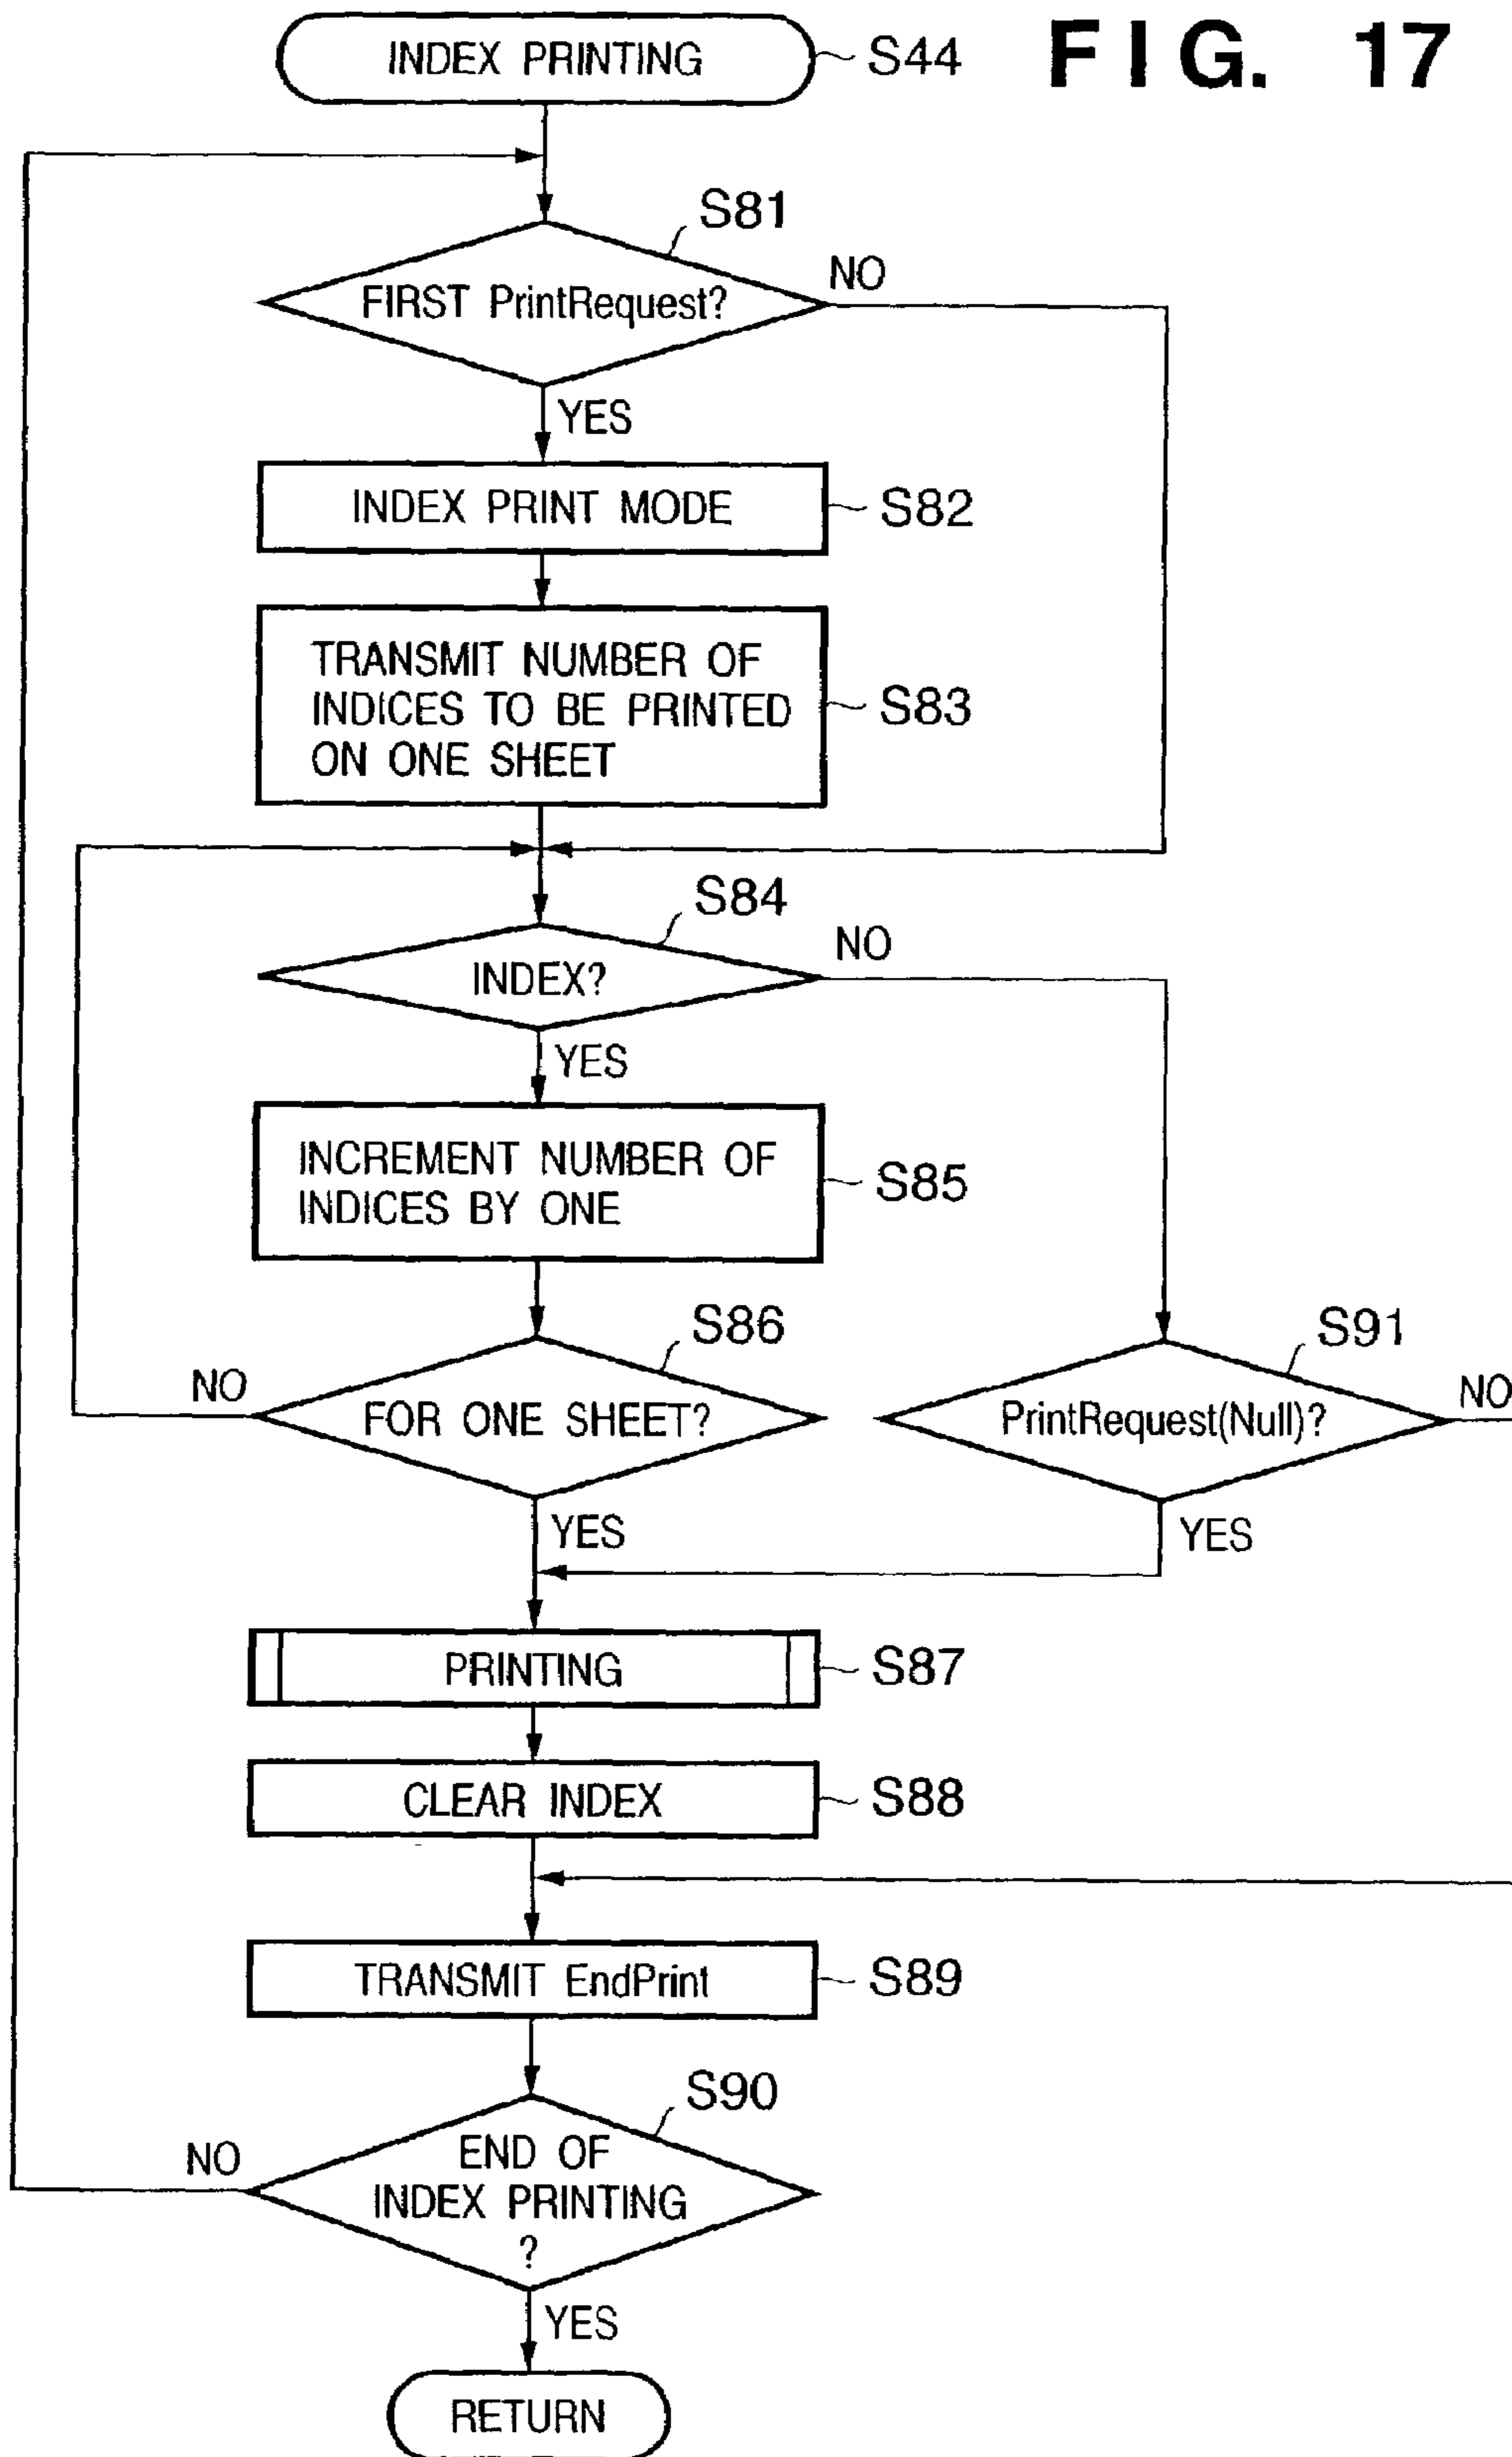 INDEX PRINTING
S44
FIG. 17
S81
FIRST PrintRequest?
NO
YES
INDEX PRINT MODE
S82
TRANSMIT NUMBER OF
INDICES TO BE PRINTED
ON ONE SHEET
S83
S84
INDEX?
NO
YES
INCREMENT NUMBER OF
INDICES BY ONE
S85
S86
FOR ONE SHEET?
NO
YES
S91
PrintRequest(Null)?
NO
YES
PRINTING
S87
CLEAR INDEX
S88
TRANSMIT EndPrint
S89
S90
END OF
INDEX PRINTING
?
NO
YES
RETURN